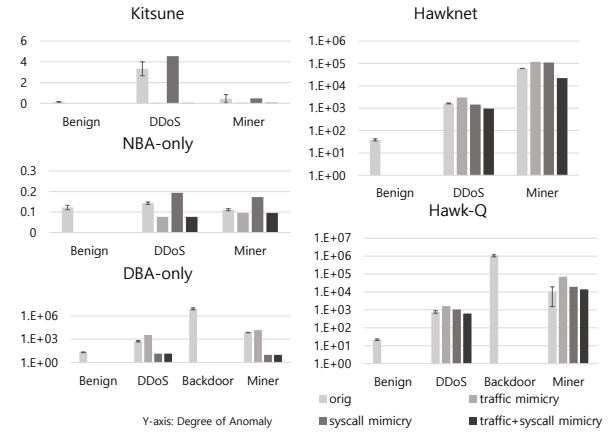 Kitsune
6
4
2
0
Benign DDoS Miner
NBA-only
0.3
0.2
0.1
0
Benign DDoS Miner
DBA-only
1.E+06
1.E+03
1.E+00
Benign DDoS Backdoor Miner
Y-axis: Degree of Anomaly
Hawknet
1.E+06
1.E+05
1.E+04
1.E+03
1.E+02
1.E+01
1.E+00
Benign DDoS Miner
Hawk-Q
1.E+07
1.E+06
1.E+05
1.E+04
1.E+03
1.E+02
1.E+01
1.E+00
Benign DDoS Backdoor Miner
orig traffic mimicry
syscall mimicry traffic+syscall mimicry